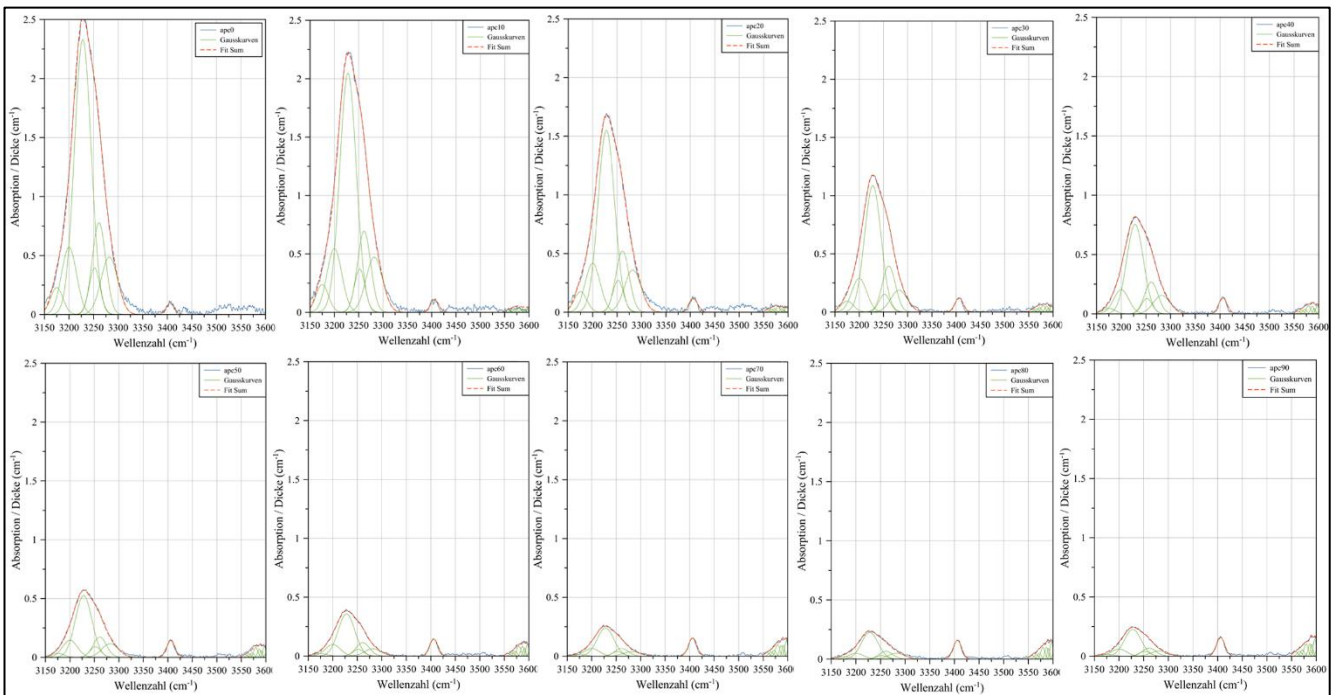 Absorption / Dicke (cm⁻¹)
2.5
2
1.5
1
0.5
0
3150 3200 3250 3300 3350 3400 3450 3500 3550 3600
Wellenzahl (cm⁻¹)
apc0
Gausskurven
Fit Sum
Absorption / Dicke (cm⁻¹)
2.5
2
1.5
1
0.5
0
3150 3200 3250 3300 3350 3400 3450 3500 3550 3600
Wellenzahl (cm⁻¹)
apc10
Gausskurven
Fit Sum
Absorption / Dicke (cm⁻¹)
2.5
2
1.5
1
0.5
0
3150 3200 3250 3300 3350 3400 3450 3500 3550 3600
Wellenzahl (cm⁻¹)
apc20
Gausskurven
Fit Sum
Absorption / Dicke (cm⁻¹)
2.5
2
1.5
1
0.5
0
3150 3200 3250 3300 3350 3400 3450 3500 3550 3600
Wellenzahl (cm⁻¹)
apc30
Gausskurven
Fit Sum
Absorption / Dicke (cm⁻¹)
2.5
2
1.5
1
0.5
0
3150 3200 3250 3300 3350 3400 3450 3500 3550 3600
Wellenzahl (cm⁻¹)
apc40
Gausskurven
Fit Sum
Absorption / Dicke (cm⁻¹)
2.5
2
1.5
1
0.5
0
3150 3200 3250 3300 3350 3400 3450 3500 3550 3600
Wellenzahl (cm⁻¹)
apc50
Gausskurven
Fit Sum
Absorption / Dicke (cm⁻¹)
2.5
2
1.5
1
0.5
0
3150 3200 3250 3300 3350 3400 3450 3500 3550 3600
Wellenzahl (cm⁻¹)
apc60
Gausskurven
Fit Sum
Absorption / Dicke (cm⁻¹)
2.5
2
1.5
1
0.5
0
3150 3200 3250 3300 3350 3400 3450 3500 3550 3600
Wellenzahl (cm⁻¹)
apc70
Gausskurven
Fit Sum
Absorption / Dicke (cm⁻¹)
2.5
2
1.5
1
0.5
0
3150 3200 3250 3300 3350 3400 3450 3500 3550 3600
Wellenzahl (cm⁻¹)
apc80
Gausskurven
Fit Sum
Absorption / Dicke (cm⁻¹)
2.5
2
1.5
1
0.5
0
3150 3200 3250 3300 3350 3400 3450 3500 3550 3600
Wellenzahl (cm⁻¹)
apc90
Gausskurven
Fit Sum